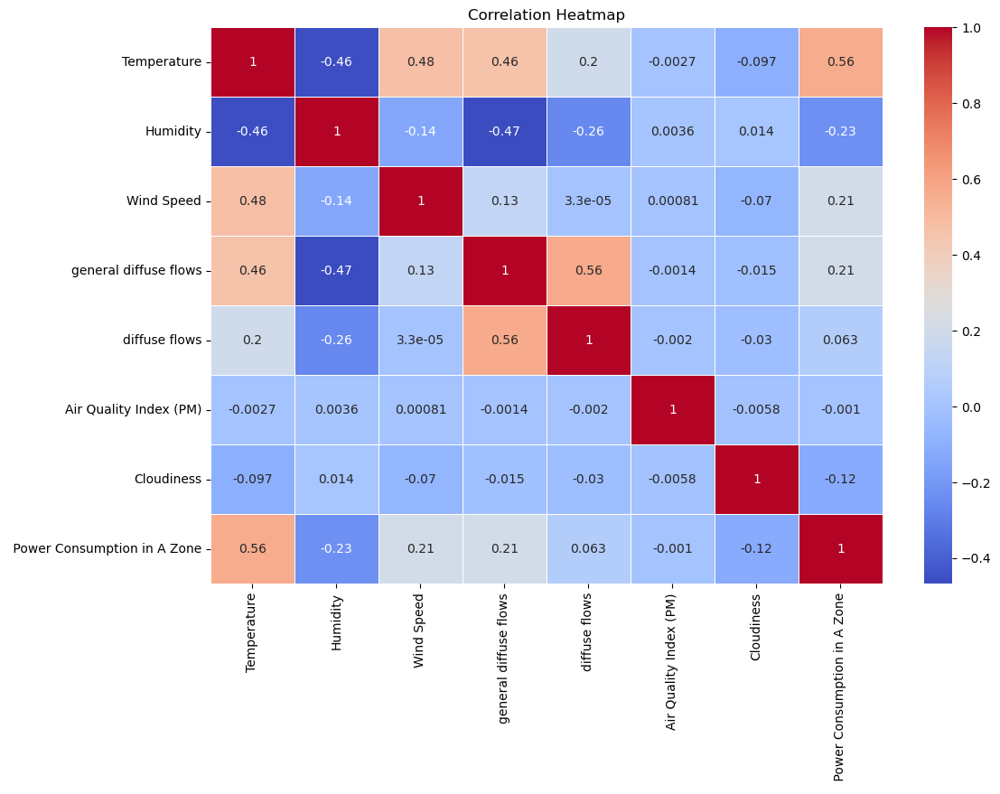 Correlation Heatmap
Temperature 1 -0.46 0.48 0.46 0.2 -0.0027 -0.097 0.56
Humidity -0.46 1 -0.14 -0.47 -0.26 0.0036 0.014 -0.23
Wind Speed 0.48 -0.14 1 0.13 3.3e-05 0.00081 -0.07 0.21
general diffuse flows 0.46 -0.47 0.13 1 0.56 -0.0014 -0.015 0.21
diffuse flows 0.2 -0.26 3.3e-05 0.56 1 -0.002 -0.03 0.063
Air Quality Index (PM) -0.0027 0.0036 0.00081 -0.0014 -0.002 1 -0.0058 -0.001
Cloudiness -0.097 0.014 -0.07 -0.015 -0.03 -0.0058 1 -0.12
Power Consumption in A Zone 0.56 -0.23 0.21 0.21 0.063 -0.001 -0.12 1
Temperature
Humidity
Wind Speed
general diffuse flows
diffuse flows
Air Quality Index (PM)
Cloudiness
Power Consumption in A Zone
1.0
0.8
0.6
0.4
0.2
0.0
−0.2
−0.4